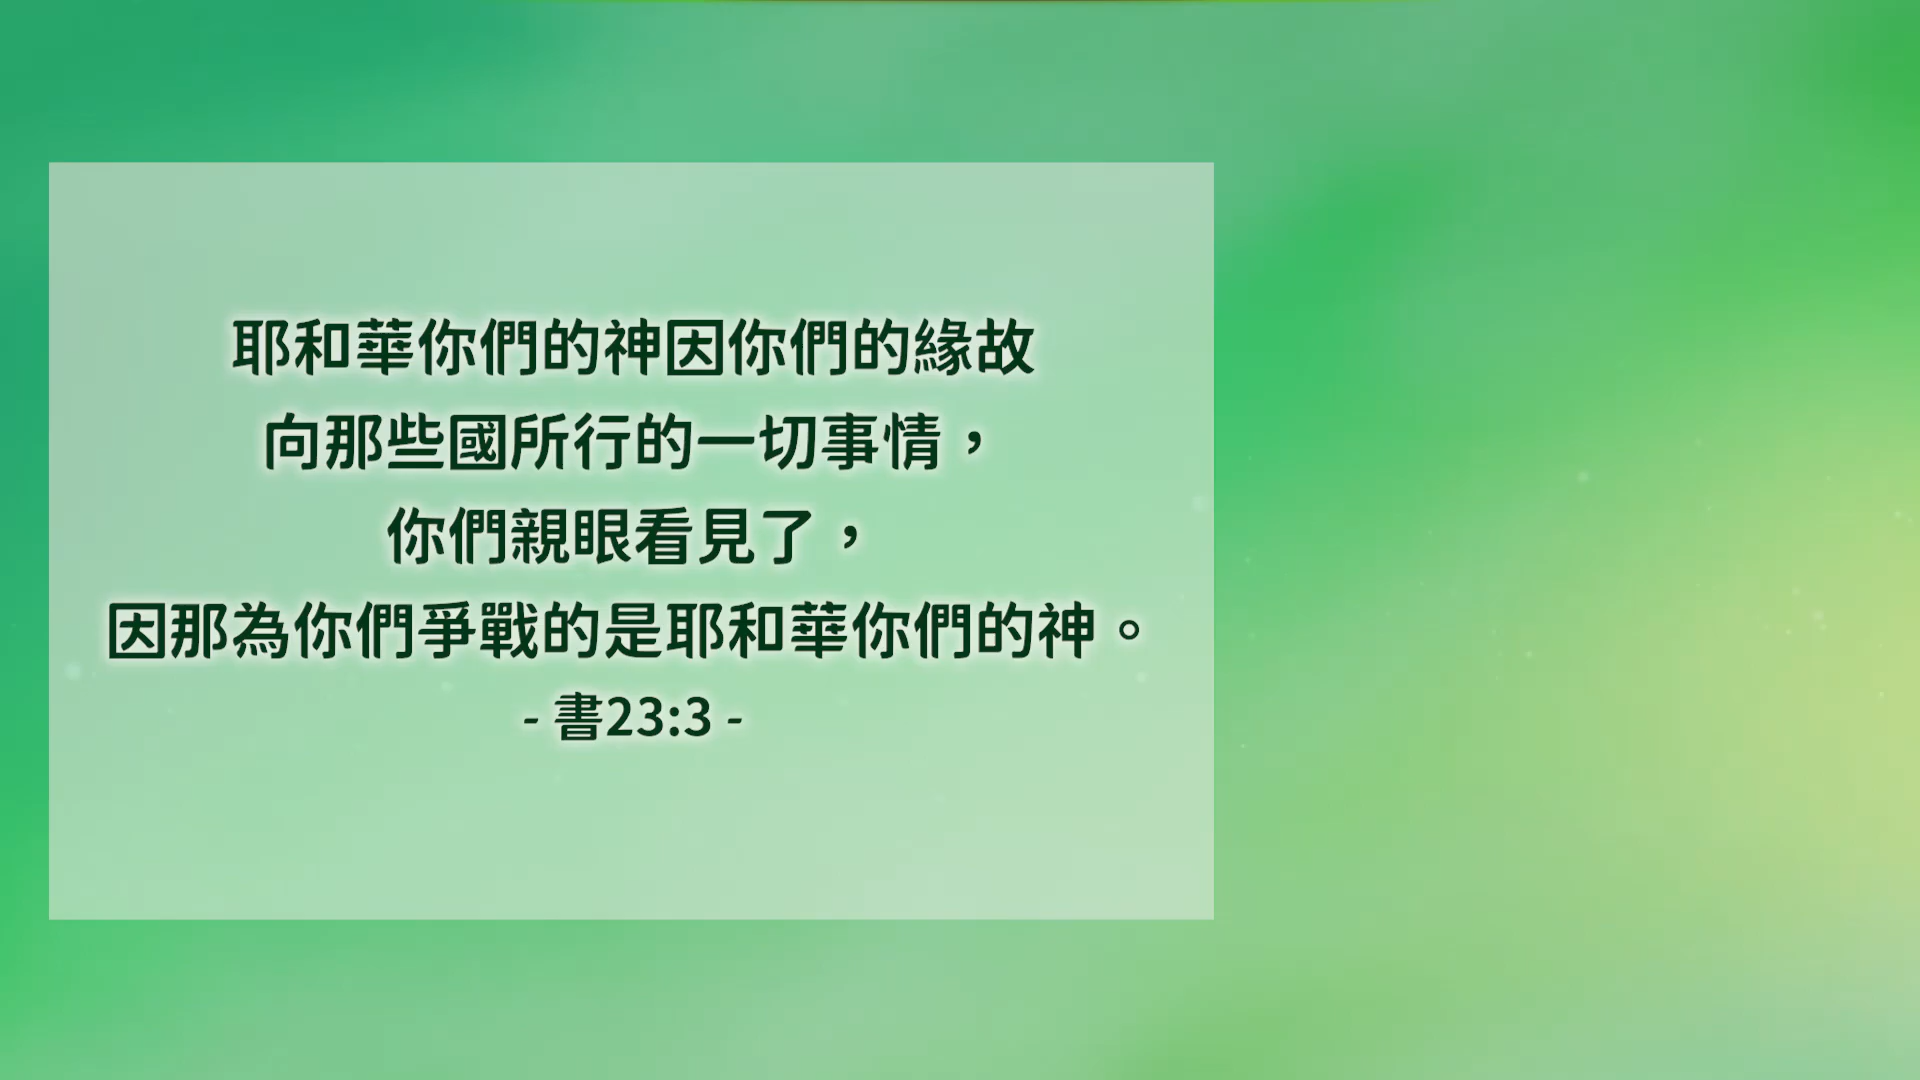 耶和華你們的神因你們的緣故
向那些國所行的一切事情，
你們親眼看見了，
因那為你們爭戰的是耶和華你們的神。
- 書23:3 -